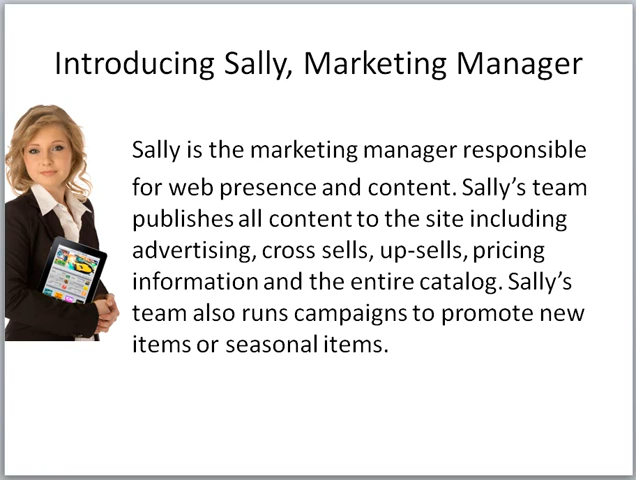 Introducing Sally, Marketing Manager
Sally is the marketing manager responsible
for web presence and content. Sally’s team
publishes all content to the site including
advertising, cross sells, up-sells, pricing
information and the entire catalog. Sally’s
team also runs campaigns to promote new
items or seasonal items.